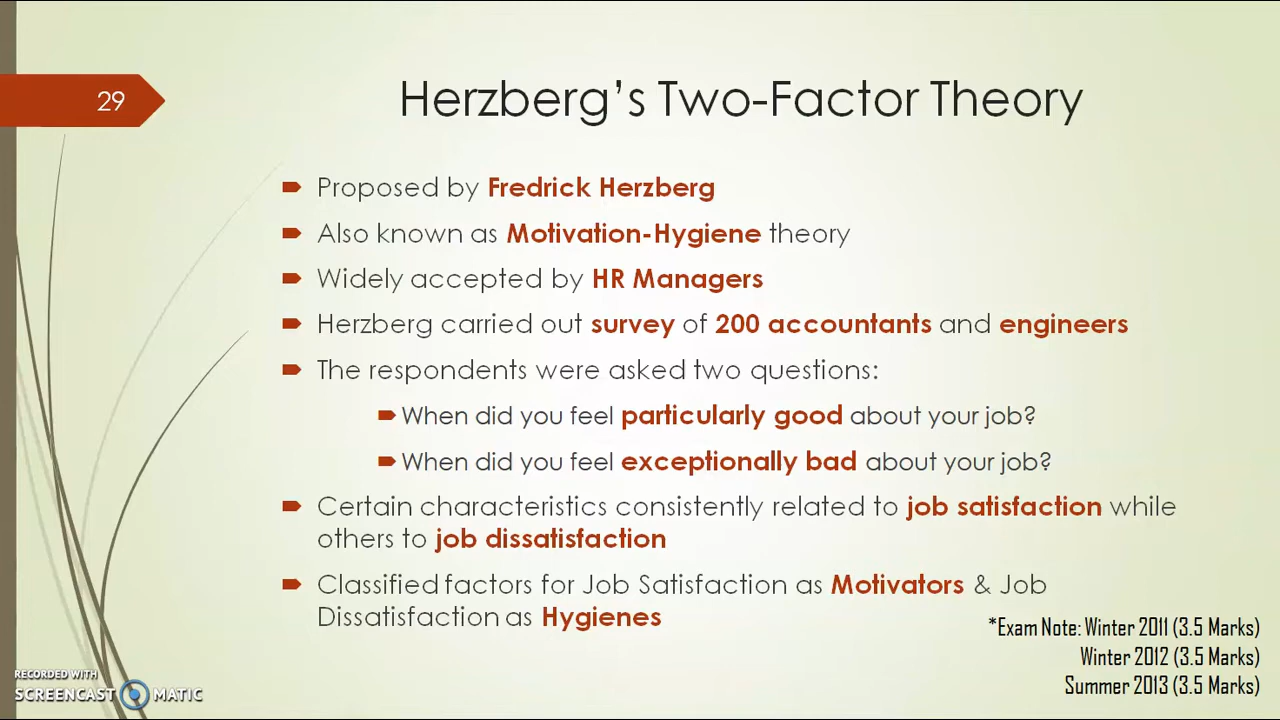 29
Herzberg's Two-Factor Theory
Proposed by Fredrick Herzberg
Also known as Motivation-Hygiene theory
Widely accepted by HR Managers
Herzberg carried out survey of 200 accountants and engineers
The respondents were asked two questions:
When did you feel particularly good about your job?
When did you feel exceptionally bad about your job?
Certain characteristics consistently related to job satisfaction while
others to job dissatisfaction
Classified factors for Job Satisfaction as Motivators & Job
Dissatisfaction as Hygienes
*Exam Note: Winter 2011 (3.5 Marks)
Winter 2012 (3.5 Marks)
Summer 2013 (3.5 Marks)
RECORDED WITH
SCREENCAST MATIC